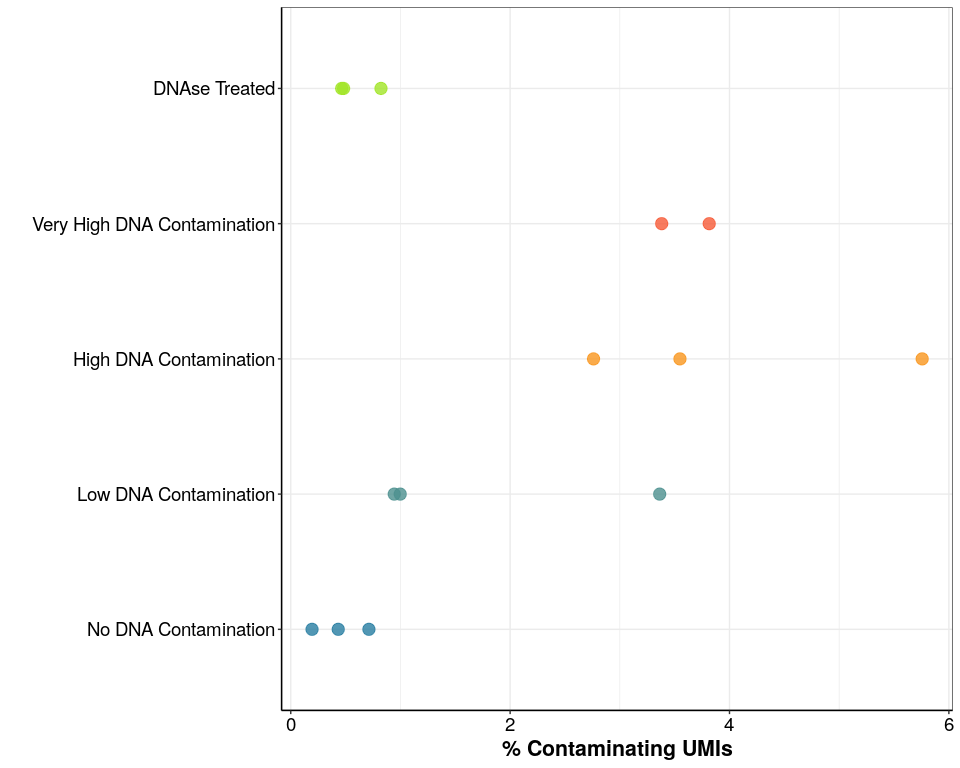 DNAse Treated
Very High DNA Contamination
High DNA Contamination
Low DNA Contamination
No DNA Contamination
0 2 4 6
% Contaminating UMIs